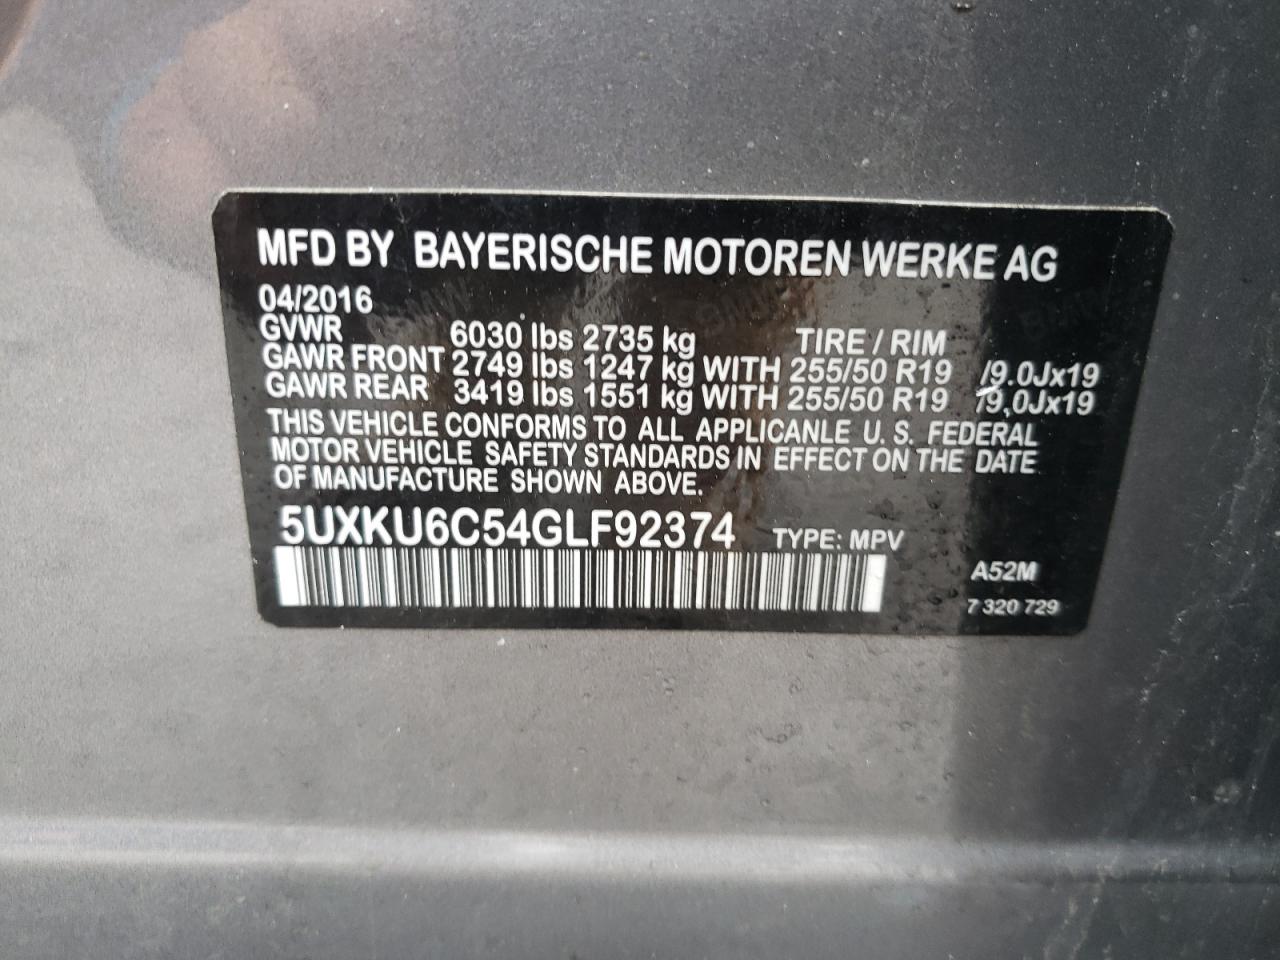 MFD BY BAYERISCHE MOTOREN WERKE AG
04/2016
GVWR 6030 lbs 2735 kg TIRE / RIM
GAWR FRONT 2749 lbs 1247 kg WITH 255/50 R19 /9.0Jx19
GAWR REAR 3419 lbs 1551 kg WITH 255/50 R19 /9,0Jx19
THIS VEHICLE CONFORMS TO ALL APPLICANLE U.S. FEDERAL
MOTOR VEHICLE SAFETY STANDARDS IN EFFECT ON THE DATE
OF MANUFACTURE SHOWN ABOVE.
5UXKU6C54GLF92374 TYPE: MPV
A52M
7 320 729